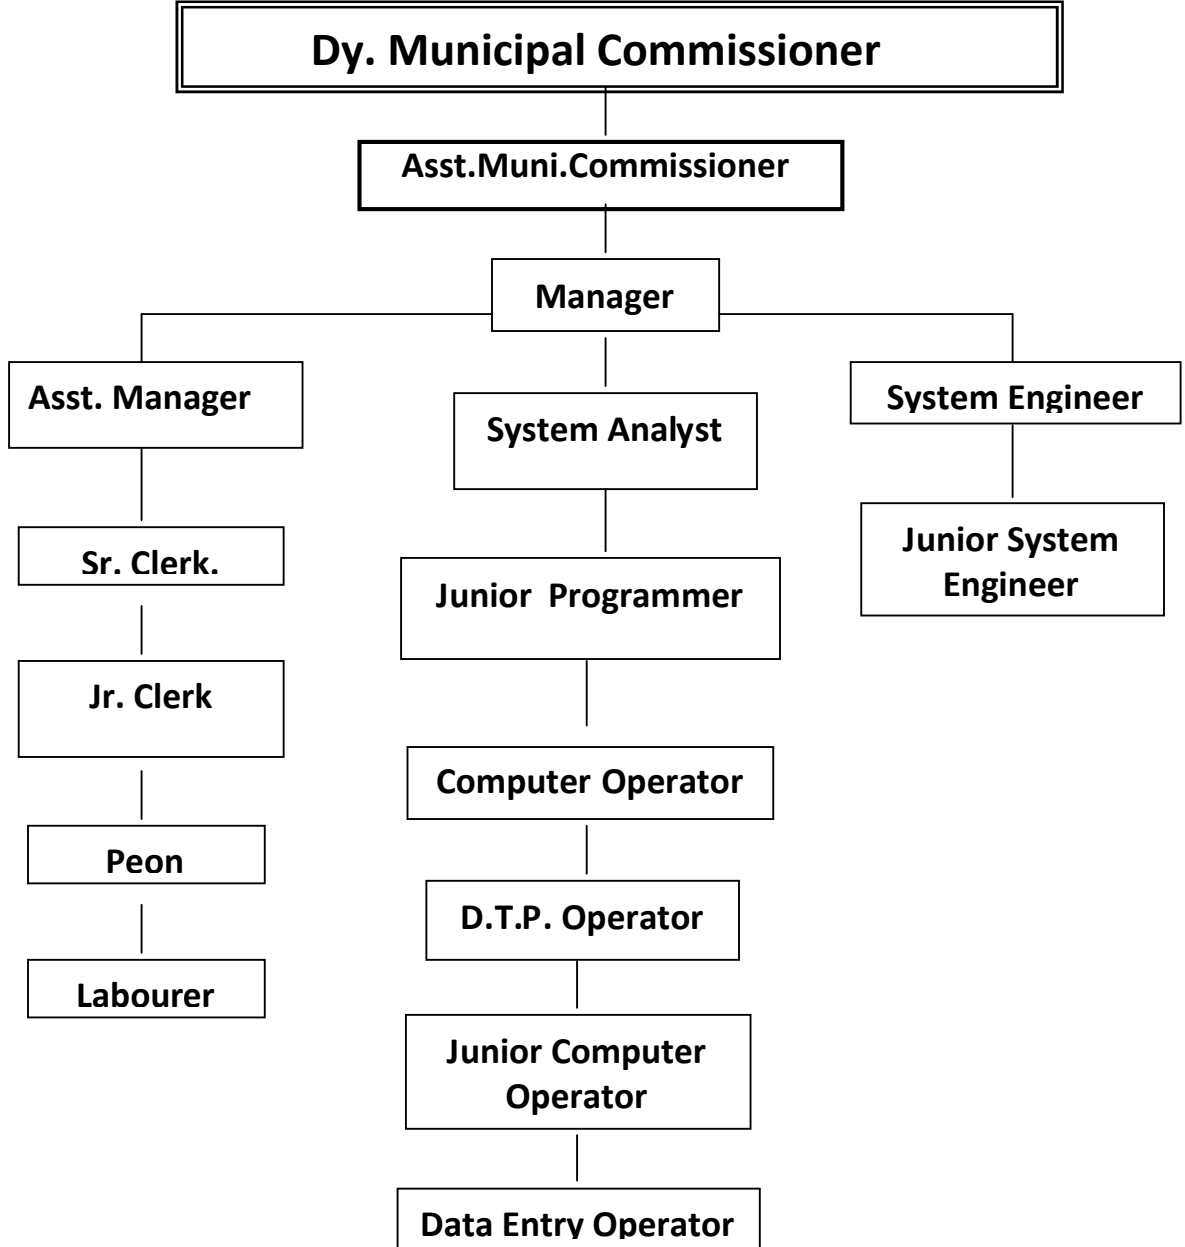 Dy. Municipal Commissioner
Asst.Muni.Commissioner
Manager
Asst. Manager
System Analyst
System Engineer
Sr. Clerk.
Junior Programmer
Junior System
Engineer
Jr. Clerk
Computer Operator
Peon
D.T.P. Operator
Labourer
Junior Computer
Operator
Data Entry Operator